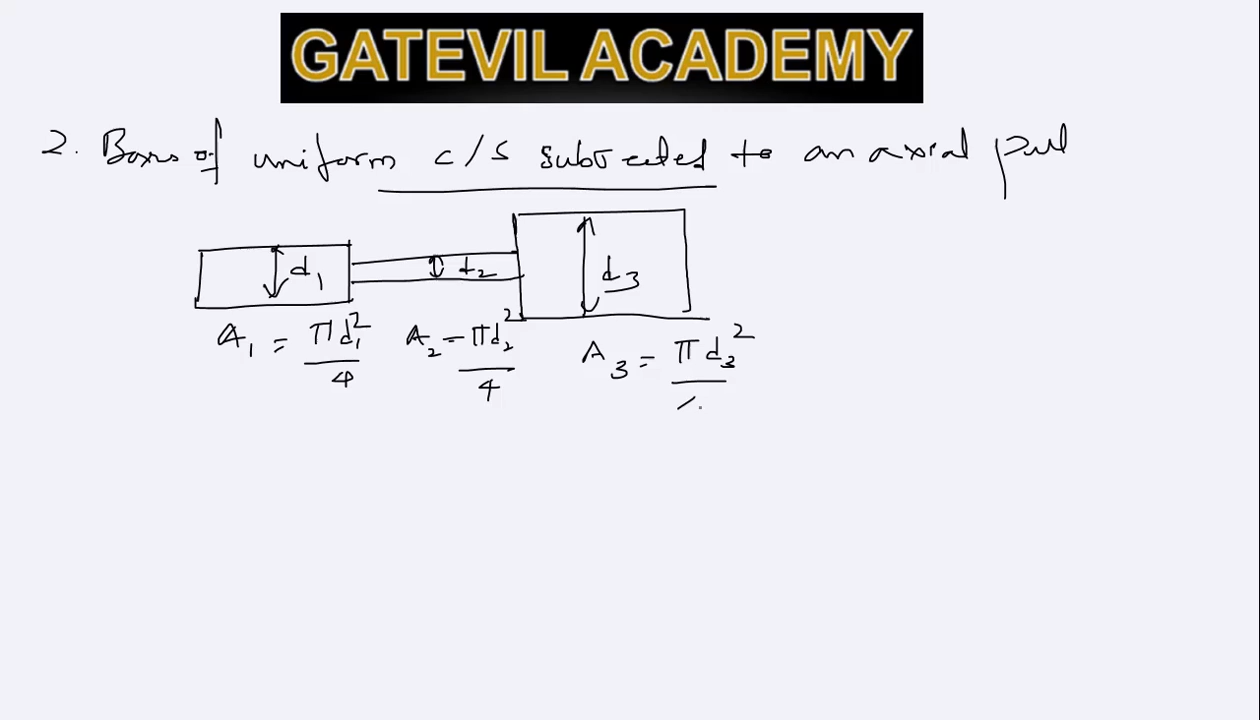 GATEVIL ACADEMY
2. Bars of uniform c/s subjected to an axial pull
d₁ d₂ d₃
A₁ = πd₁²/4 A₂ = πd₂²/4 A₃ = πd₃²/